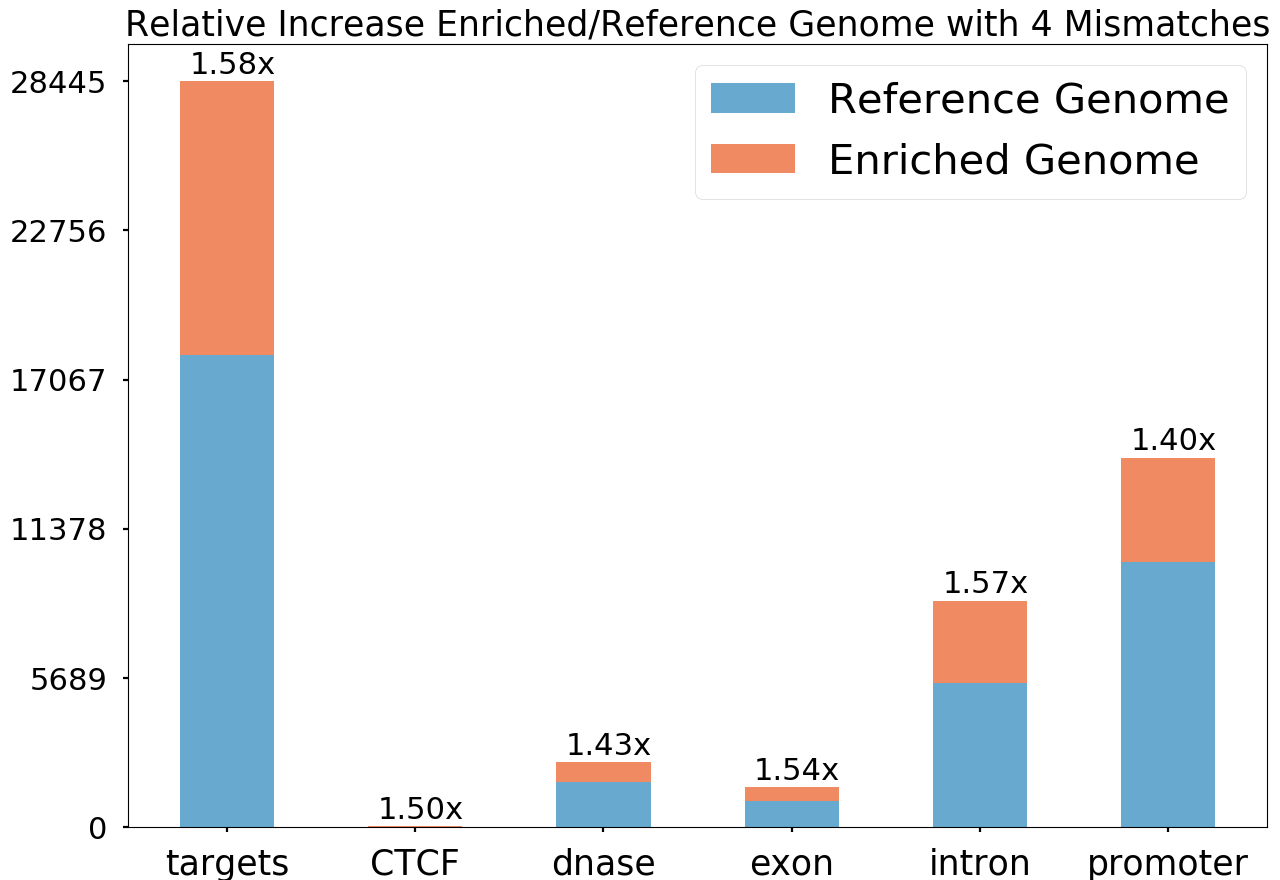 Relative Increase Enriched/Reference Genome with 4 Mismatches
Reference Genome
Enriched Genome
28445
22756
17067
11378
5689
0
1.58x
1.50x
1.43x
1.54x
1.57x
1.40x
targets
CTCF
dnase
exon
intron
promoter